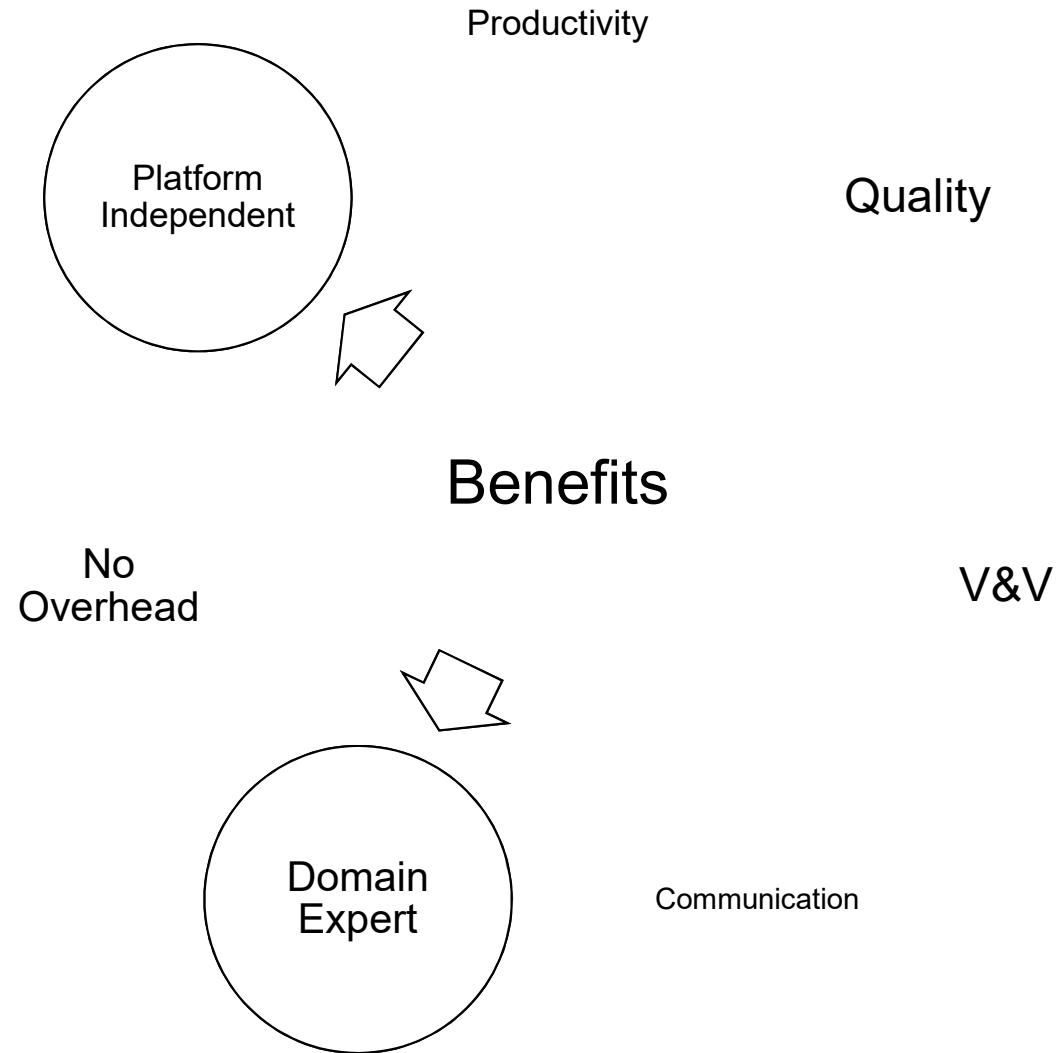 Productivity
Platform
Independent
Quality
Benefits
No
Overhead
V&V
Domain
Expert
Communication